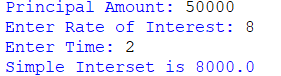 Principal Amount: 50000
Enter Rate of Interest: 8
Enter Time: 2
Simple Interset is 8000.0